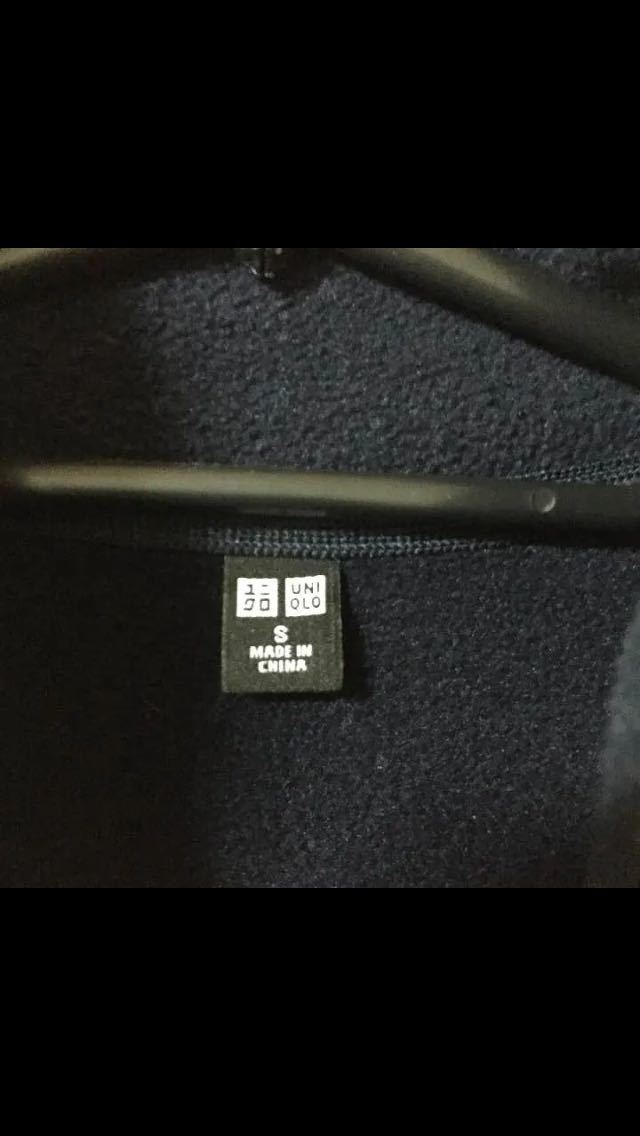 ユニ UNI
クロ QLO
S
MADE IN
CHINA